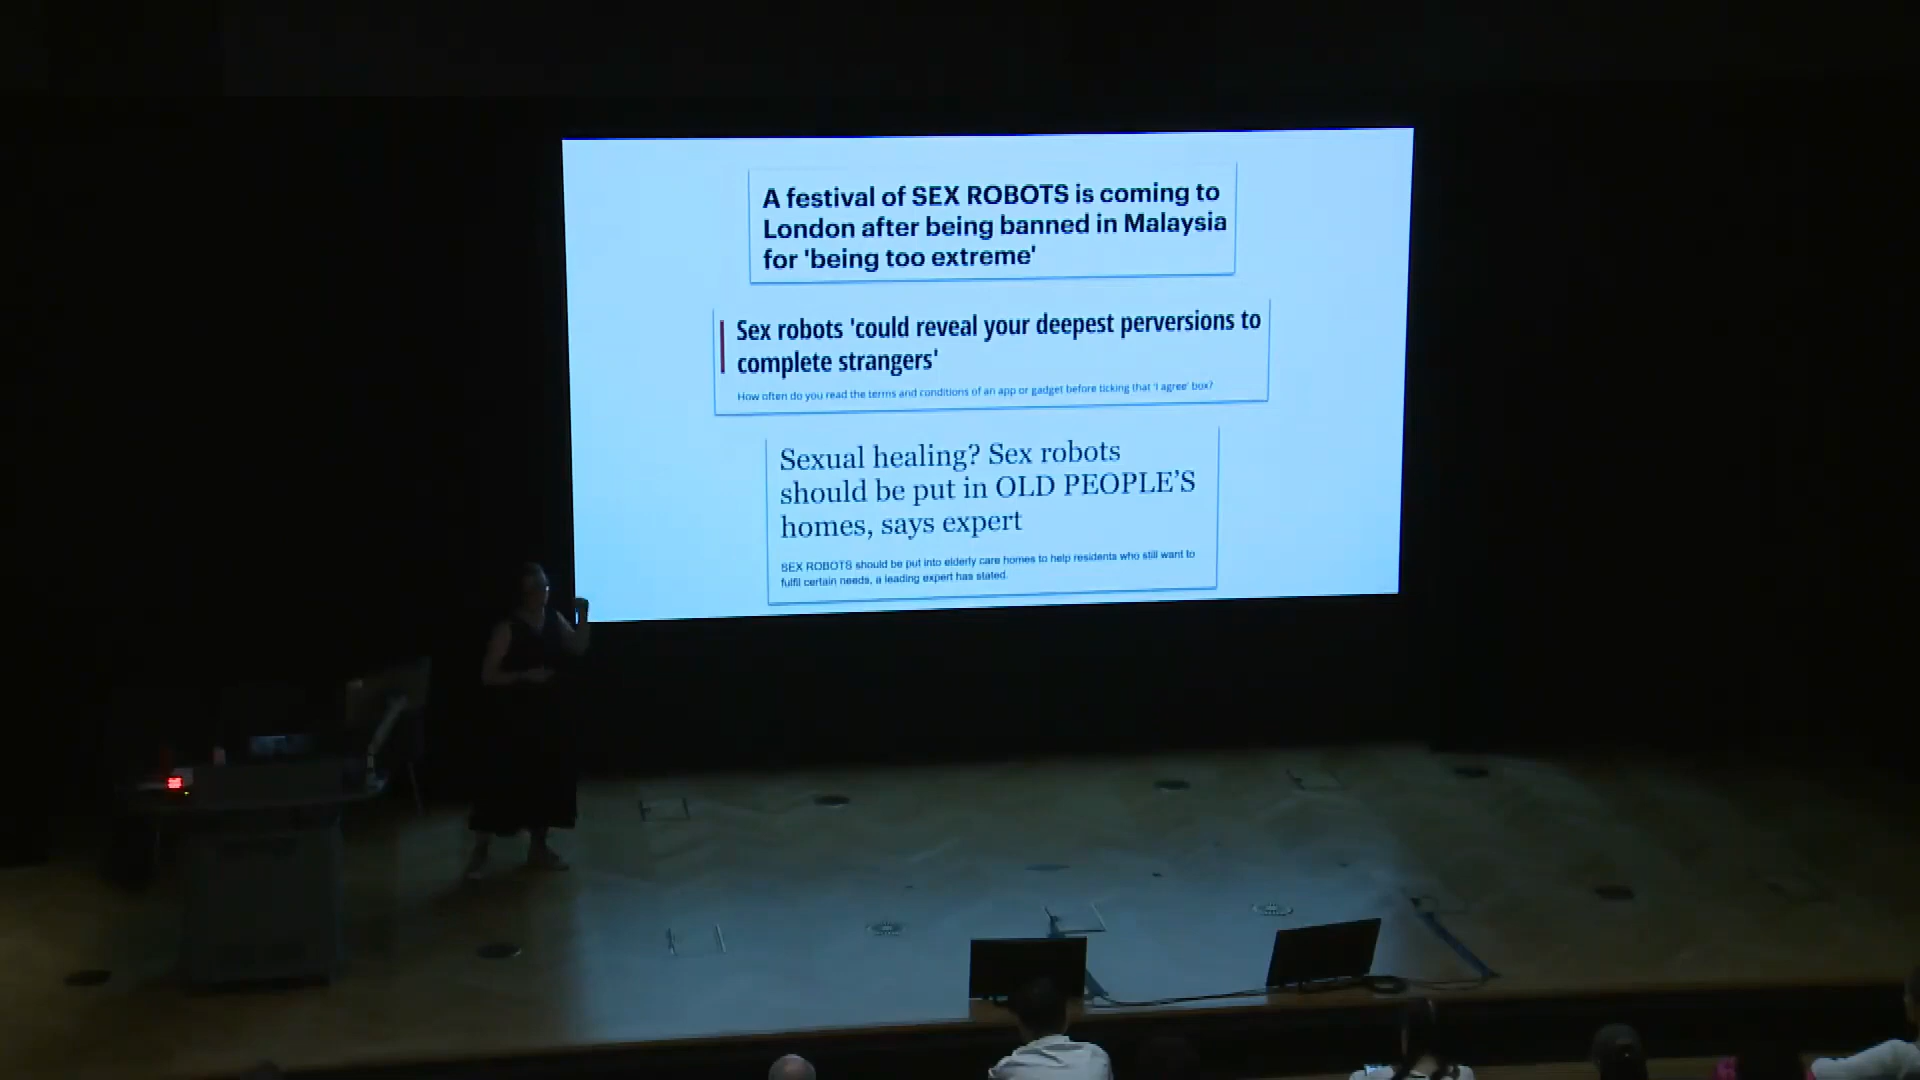 A festival of SEX ROBOTS is coming to
London after being banned in Malaysia
for 'being too extreme'
Sex robots 'could reveal your deepest perversions to
complete strangers'
How often do you read the terms and conditions of an app or gadget before ticking that 'I agree' box?
Sexual healing? Sex robots
should be put in OLD PEOPLE'S
homes, says expert
SEX ROBOTS should be put into elderly care homes to help residents who still want to
fulfil certain needs, a leading expert has stated.